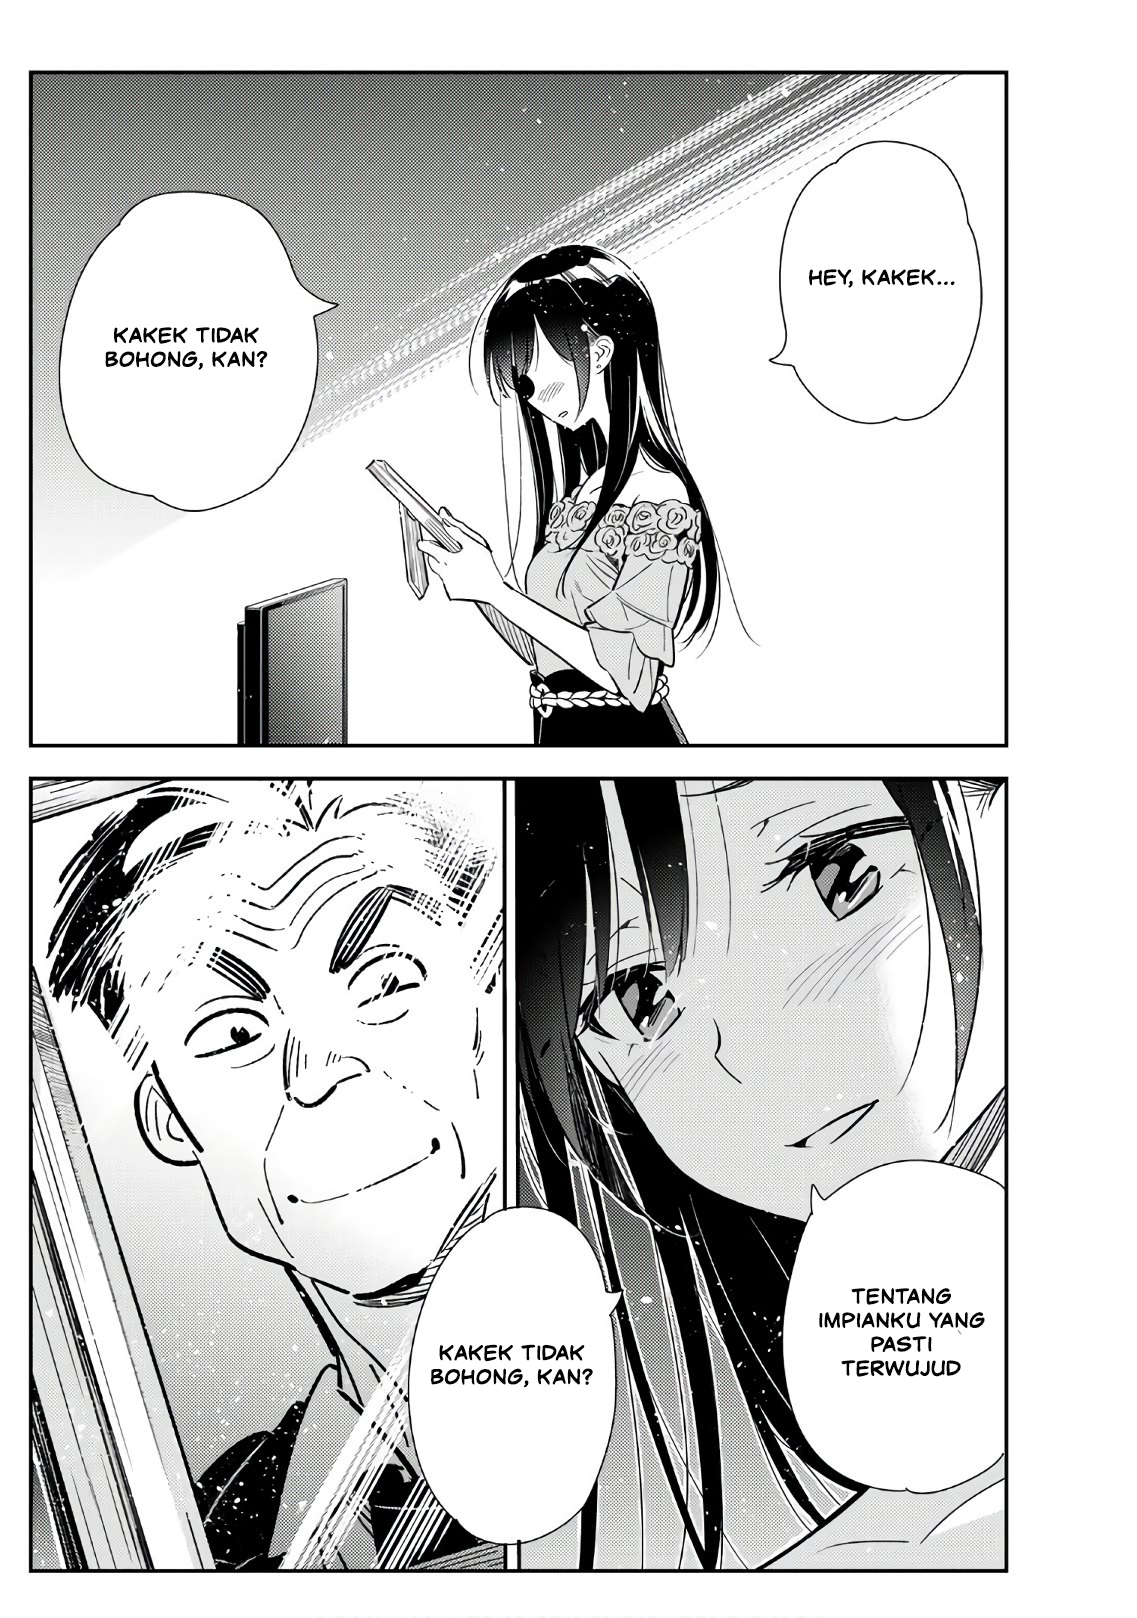 HEY, KAKEK...
KAKEK TIDAK
BOHONG, KAN?
TENTANG
IMPIANKU YANG
PASTI
TERWUJUD
KAKEK TIDAK
BOHONG, KAN?